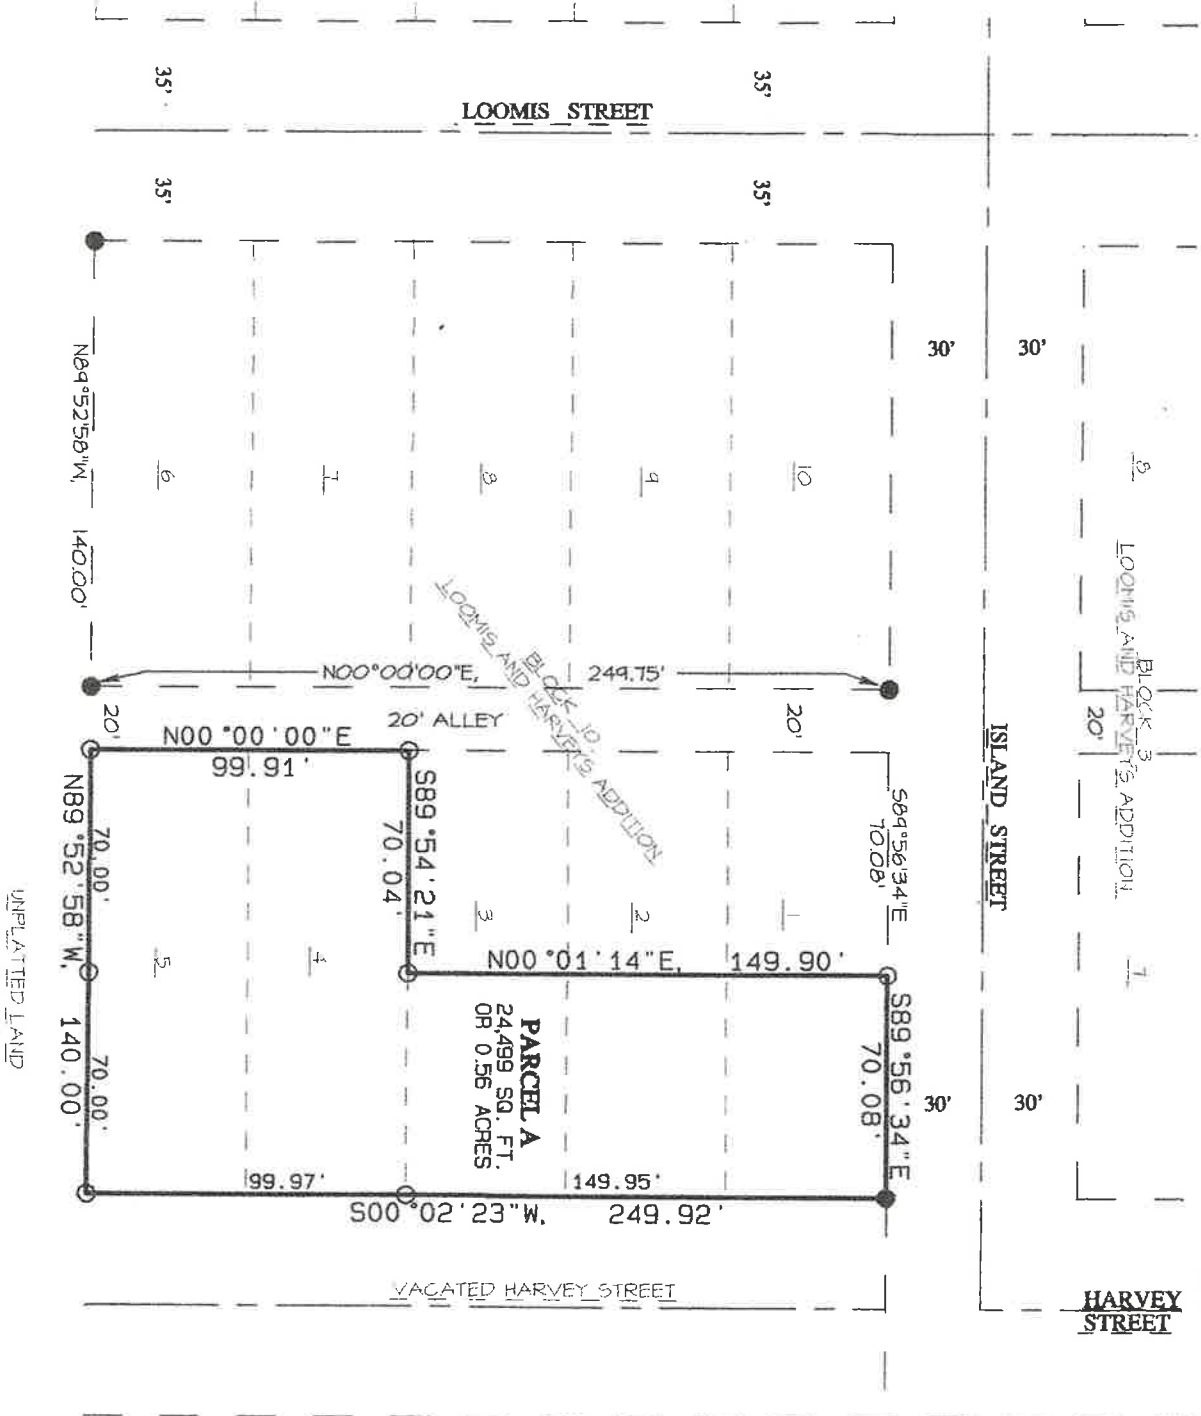 35'
35'
LOOMIS STREET
35'
35'
30'
30'
N89°52'58"W, 140.00'
6
7
8
9
10
8
LOOMIS AND HARVEY'S ADDITION
BLOCK 3
7
BLOCK 10
LOOMIS AND HARVEY'S ADDITION
N00°00'00"E, 249.75'
20' ALLEY
20'
20'
20'
N00°00'00"E
99.91'
S89°54'21"E
70.04'
S89°56'34"E
70.08'
ISLAND STREET
N89°52'58"W, 140.00'
70.00'
70.00'
5
4
3
2
1
UNPLATTED LAND
N00°01'14"E, 149.90'
S89°56'34"E
70.08'
PARCEL A
24,499 SQ. FT.
OR 0.56 ACRES
30'
30'
99.97'
149.95'
S00°02'23"W, 249.92'
VACATED HARVEY STREET
HARVEY
STREET